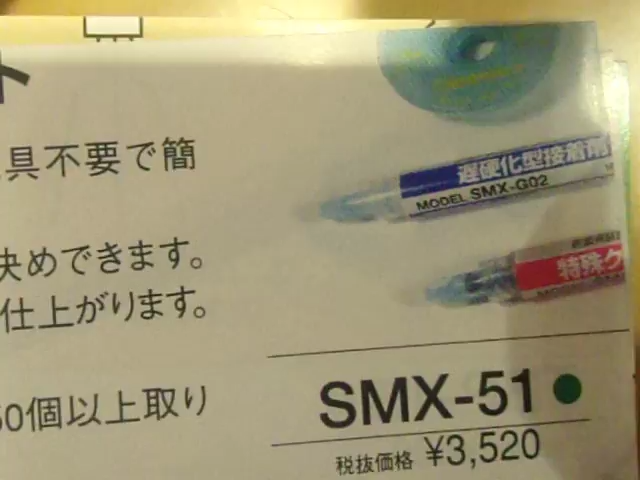 ト
具不要で簡
遅硬化型接着剤
MODEL SMX-G02
決めできます。
特殊ク
仕上がります。
50個以上取り
SMX-51
税抜価格 ¥3,520